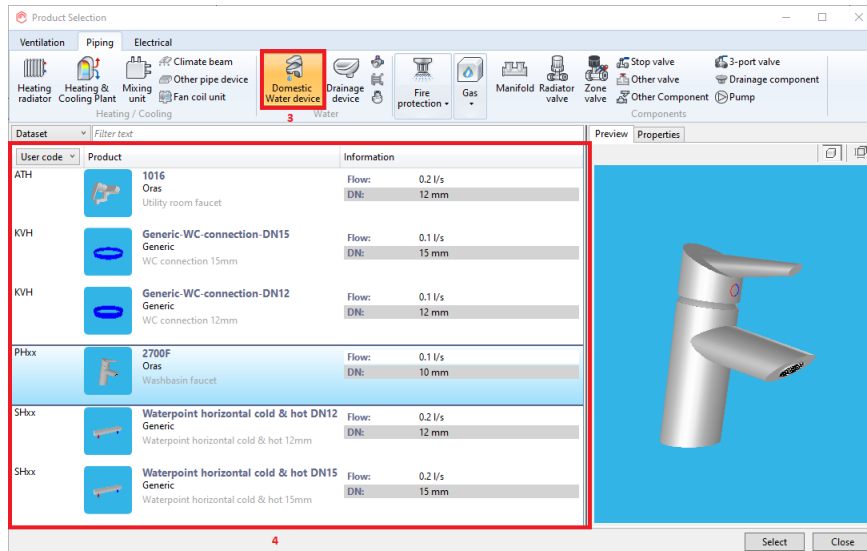 Product Selection
Ventilation Piping Electrical
Heating radiator
Heating & Cooling Plant
Mixing unit
Climate beam
Other pipe device
Fan coil unit
Heating / Cooling
Domestic Water device
Drainage device
Water
3
Fire protection
Gas
Manifold
Radiator valve
Zone valve
Stop valve
Other valve
Other Component
3-port valve
Drainage component
Pump
Components
Dataset Filter text
Preview Properties
User code Product Information
ATH 1016 Flow: 0.2 l/s
Oras DN: 12 mm
Utility room faucet
KVH Generic-WC-connection-DN15 Flow: 0.1 l/s
Generic DN: 15 mm
WC connection 15mm
KVH Generic-WC-connection-DN12 Flow: 0.1 l/s
Generic DN: 12 mm
WC connection 12mm
PHxx 2700F Flow: 0.1 l/s
Oras DN: 10 mm
Washbasin faucet
SHxx Waterpoint horizontal cold & hot DN12 Flow: 0.2 l/s
Generic DN: 12 mm
Waterpoint horizontal cold & hot 12mm
SHxx Waterpoint horizontal cold & hot DN15 Flow: 0.2 l/s
Generic DN: 15 mm
Waterpoint horizontal cold & hot 15mm
4
Select Close